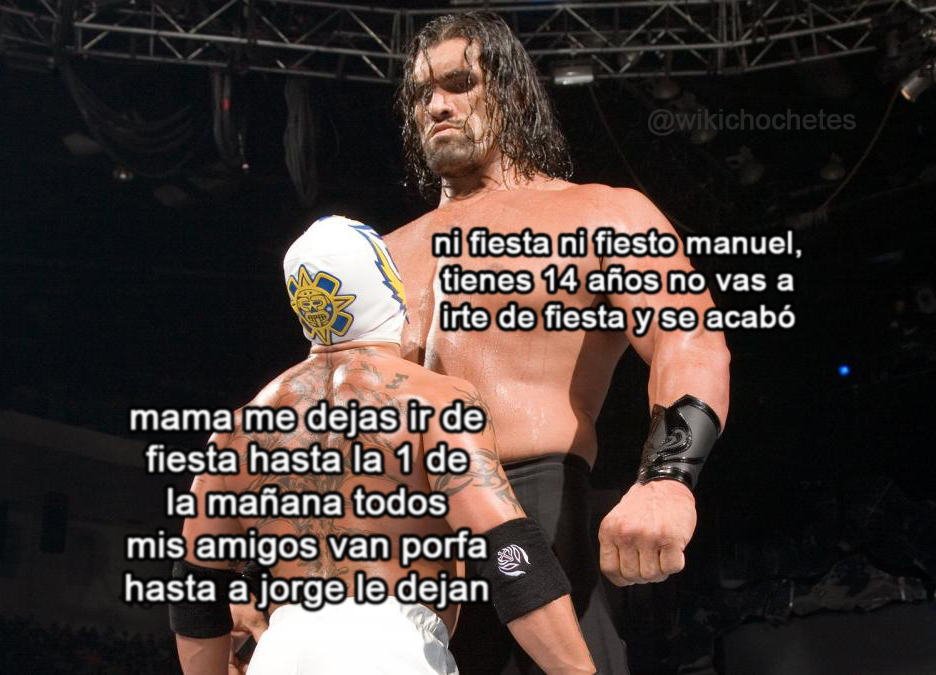 @wikichochetes
ni fiesta ni fiesto manuel,
tienes 14 años no vas a
irte de fiesta y se acabó
mama me dejas ir de
fiesta hasta la 1 de
la mañana todos
mis amigos van porfa
hasta a jorge le dejan